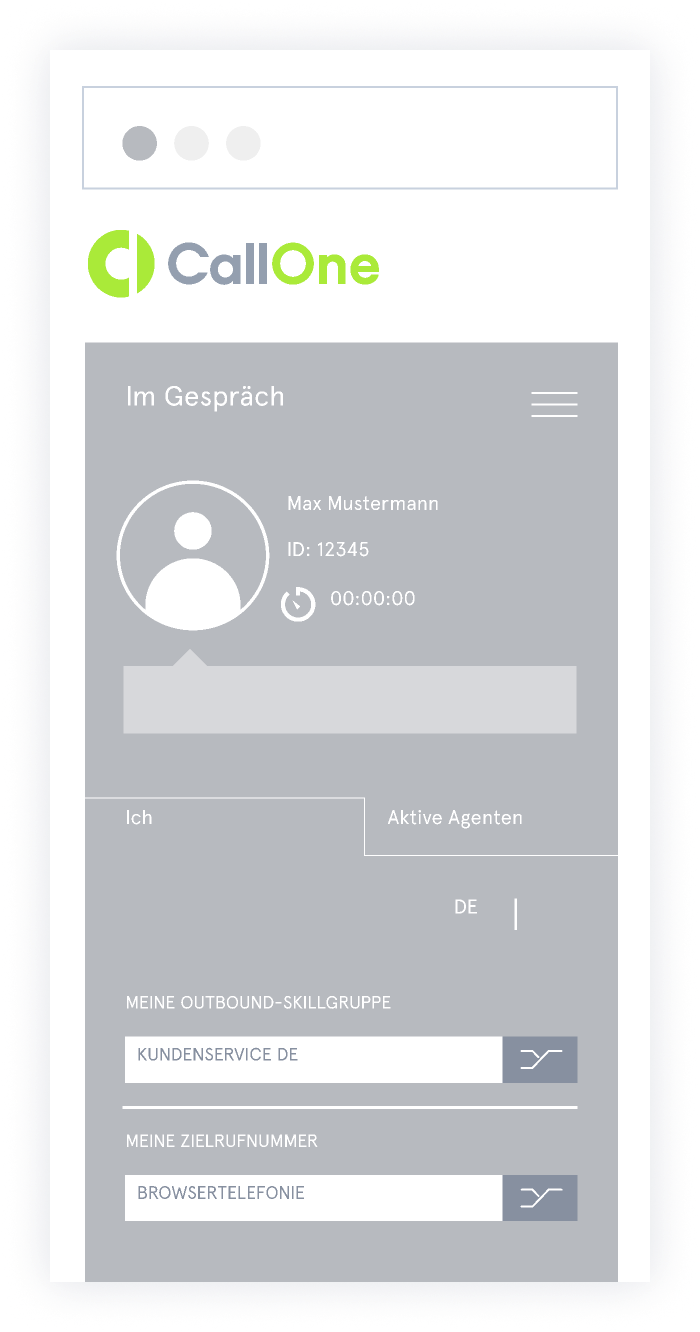 CallOne
Im Gespräch
Max Mustermann
ID: 12345
00:00:00
Ich
Aktive Agenten
DE
MEINE OUTBOUND-SKILLGRUPPE
KUNDENSERVICE DE
MEINE ZIELRUFNUMMER
BROWSERTELEFONIE